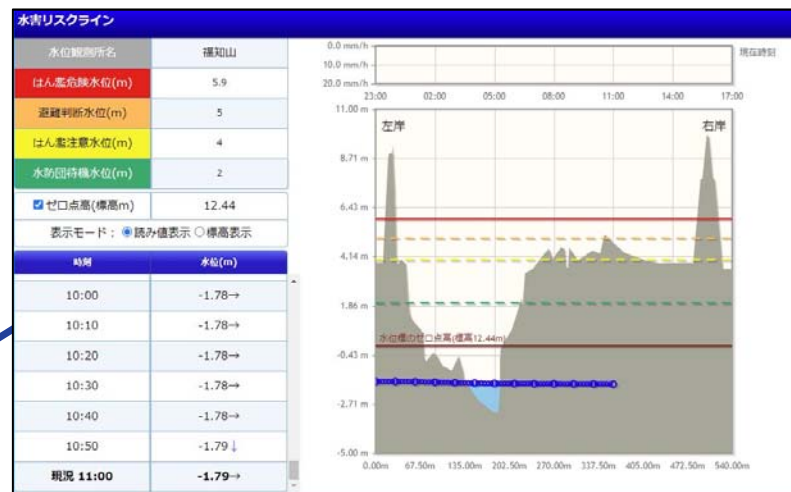 水害リスクライン
水位観測所名 福知山
はん濫危険水位(m) 5.9
避難判断水位(m) 5
はん濫注意水位(m) 4
水防団待機水位(m) 2
ゼロ点高(標高m) 12.44
表示モード： 読み値表示 標高表示
時刻 水位(m)
10:00 -1.78→
10:10 -1.78→
10:20 -1.78→
10:30 -1.78→
10:40 -1.78→
10:50 -1.79↓
現況 11:00 -1.79→
0.0 mm/h
10.0 mm/h
20.0 mm/h
現在時刻
23:00 02:00 05:00 08:00 11:00 14:00 17:00
11.00 m
左岸 右岸
8.71 m
6.43 m
4.14 m
1.86 m
水位標のゼロ点高(標高12.44m)
-0.43 m
-2.71 m
-5.00 m
0.00m 67.50m 135.00m 202.50m 270.00m 337.50m 405.00m 472.50m 540.00m